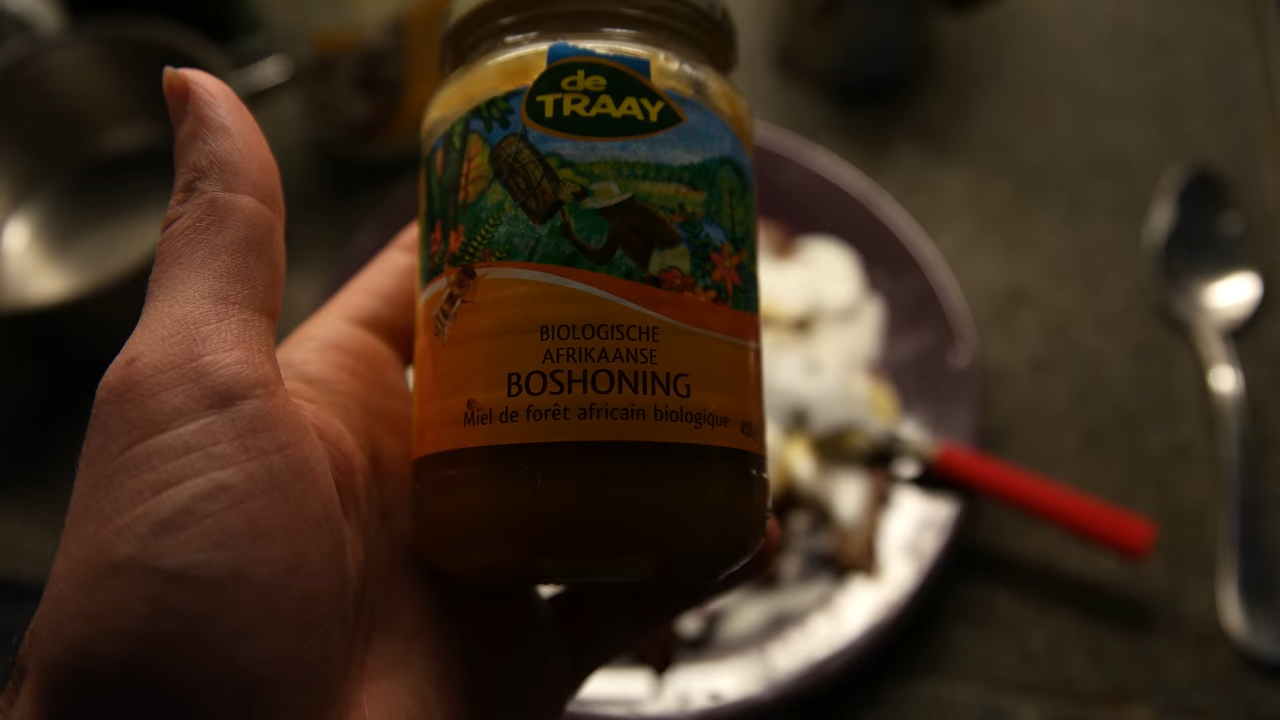 de
TRAAY
BIOLOGISCHE
AFRIKAANSE
BOSHONING
Miel de forêt africain biologique